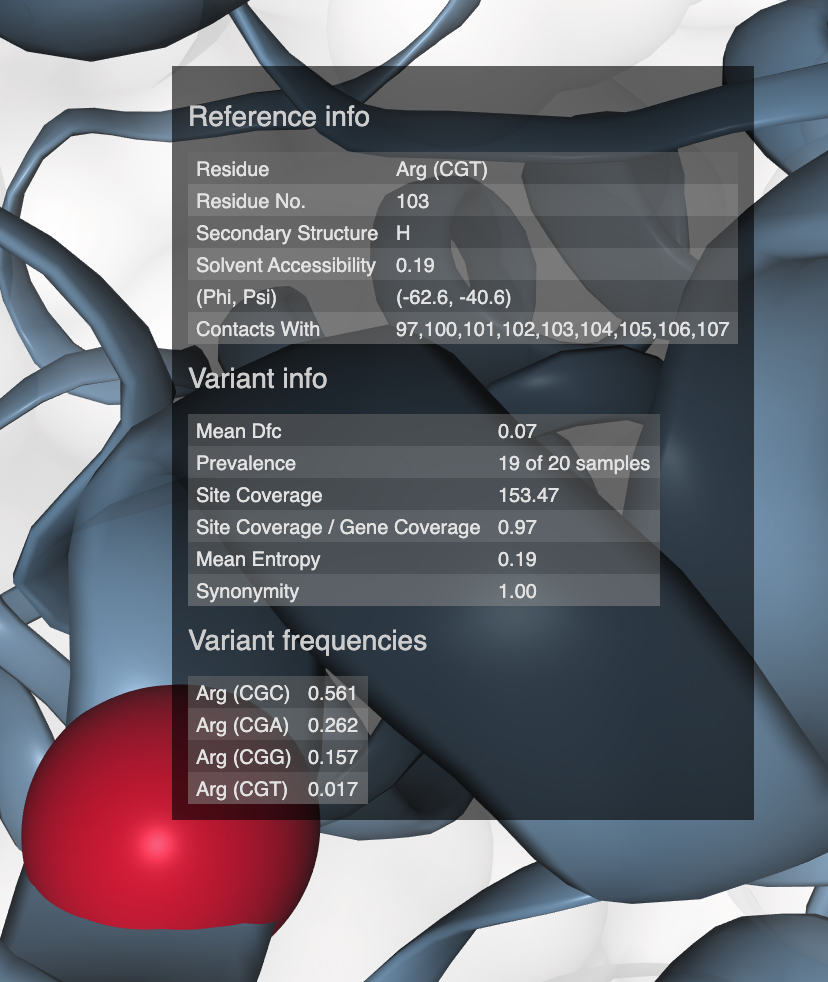 Reference info
Residue Arg (CGT)
Residue No. 103
Secondary Structure H
Solvent Accessibility 0.19
(Phi, Psi) (-62.6, -40.6)
Contacts With 97,100,101,102,103,104,105,106,107
Variant info
Mean Dfc 0.07
Prevalence 19 of 20 samples
Site Coverage 153.47
Site Coverage / Gene Coverage 0.97
Mean Entropy 0.19
Synonymity 1.00
Variant frequencies
Arg (CGC) 0.561
Arg (CGA) 0.262
Arg (CGG) 0.157
Arg (CGT) 0.017